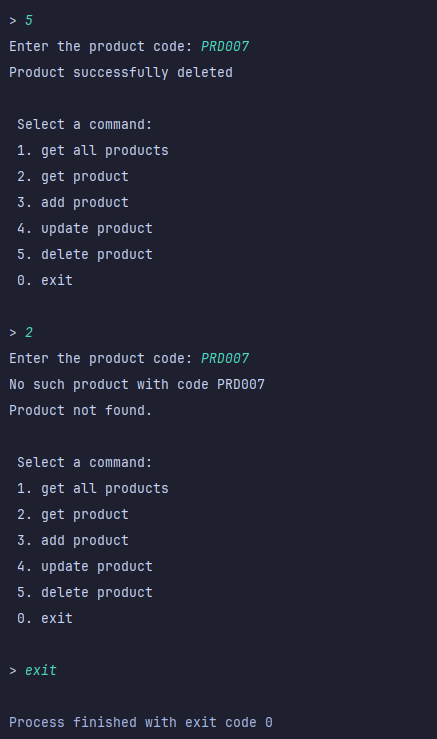 > 5
Enter the product code: PRD007
Product successfully deleted

 Select a command:
 1. get all products
 2. get product
 3. add product
 4. update product
 5. delete product
 0. exit

> 2
Enter the product code: PRD007
No such product with code PRD007
Product not found.

 Select a command:
 1. get all products
 2. get product
 3. add product
 4. update product
 5. delete product
 0. exit

> exit

Process finished with exit code 0